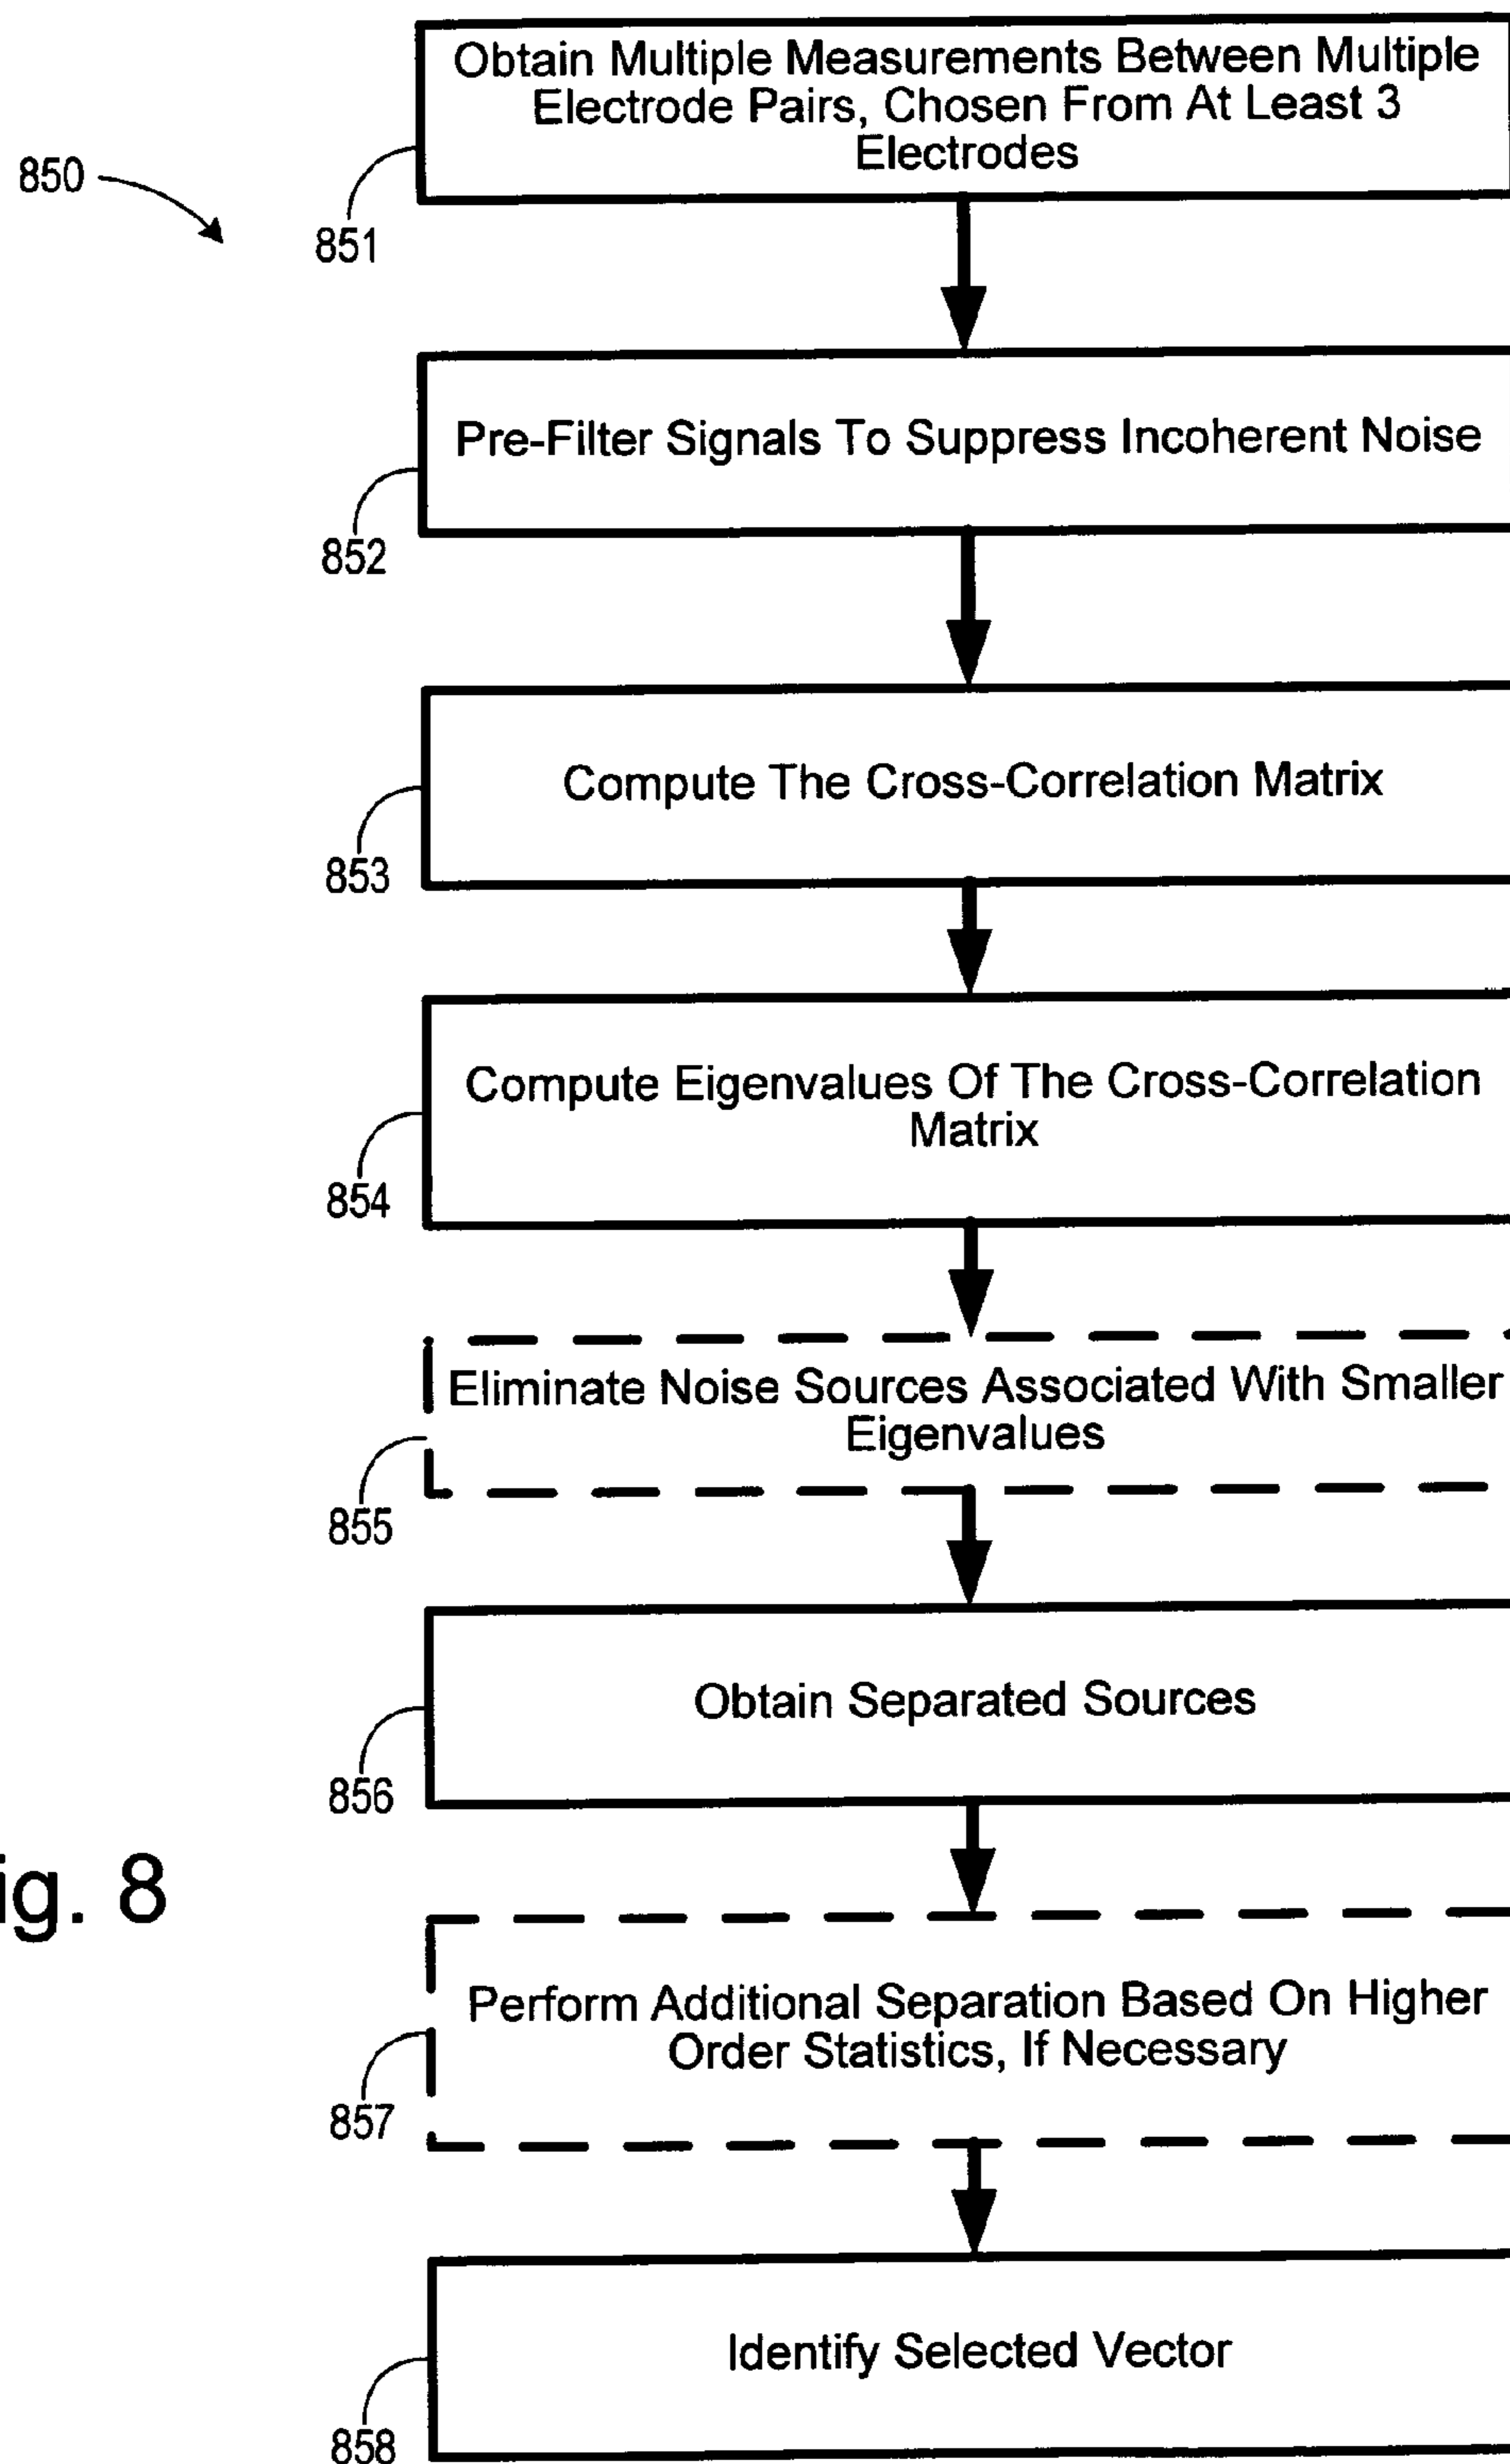 Obtain Multiple Measurements Between Multiple
Electrode Pairs, Chosen From At Least 3
Electrodes
850
851
Pre-Filter Signals To Suppress Incoherent Noise
852
Compute The Cross-Correlation Matrix
853
Compute Eigenvalues Of The Cross-Correlation
Matrix
854
Eliminate Noise Sources Associated With Smaller
Eigenvalues
855
Obtain Separated Sources
856
ig. 8
Perform Additional Separation Based On Higher
Order Statistics, If Necessary
857
Identify Selected Vector
858